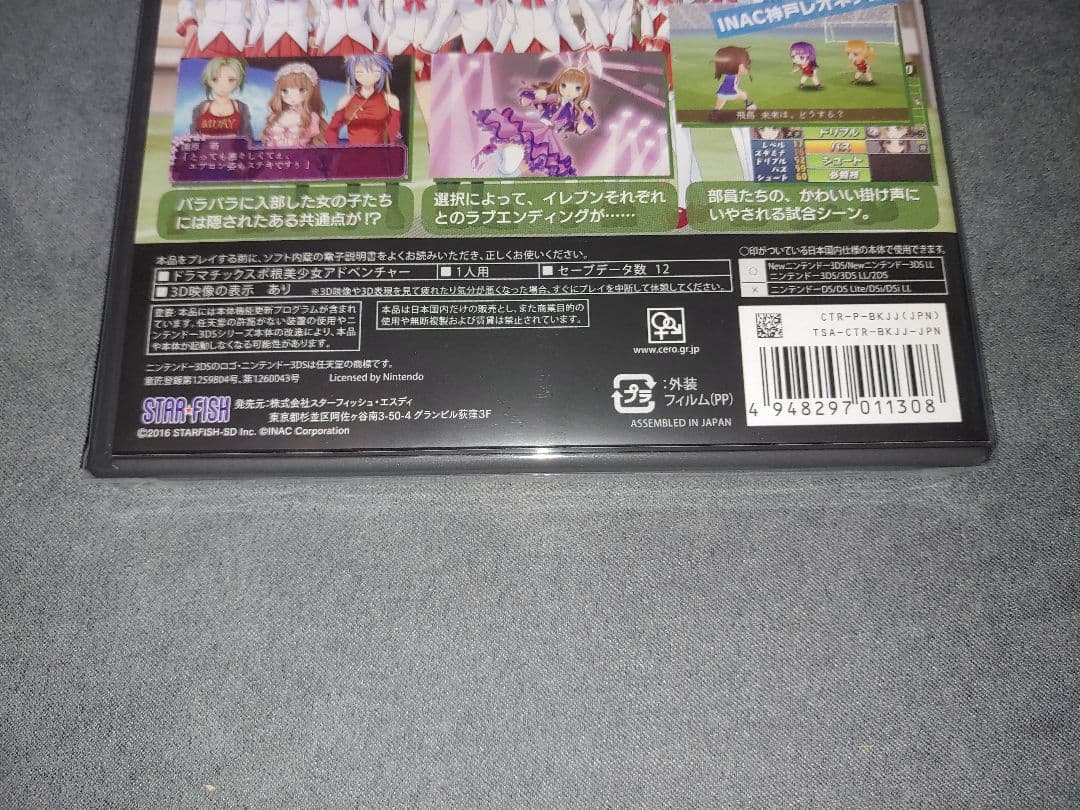 INAC神戸レオネッサ
MURAY
「とっても凛々しくてよ、
飛鳥 未来は、どうする？
レベル 17
スタミナ
ドリブル 52
パス 99
シュート 60
ドリブル
パス
シュート
必殺技
バラバラに入部した女の子たち
には隠されたある共通点が!?
選択によって、イレブンそれぞれ
とのラブエンディングが……
部員たちの、かわいい掛け声に
いやされる試合シーン。
本品をプレイする前に、ソフト内蔵の電子説明書をよくお読みいただき、正しくお使いください。
■ドラマチックスポ根美少女アドベンチャー ■1人用 ■セーブデータ数 12
■3D映像の表示 あり ※3D映像や3D表現を見て疲れたり気分が悪くなった場合、すぐにプレイを中断して休憩してください。
○印がついている日本国内仕様の本体で使用できます。
○ Newニンテンドー3DS/Newニンテンドー3DS LL
ニンテンドー3DS/3DS LL/2DS
× ニンテンドーDS/DS Lite/DSi/DSi LL
重要：本品には本体機能更新プログラムが含まれ
ています。任天堂の許諾がない装置の使用やニ
ンテンドー3DSシリーズ本体の改造により、本品
や本体が起動しなくなる可能性があります。
本品は日本国内だけの販売とし、また商業目的の
使用や無断複製および賃貸は禁止されています。
ニンテンドー3DSのロゴ・ニンテンドー3DSは任天堂の商標です。
意匠登録第1259804号、第1260043号 Licensed by Nintendo
STAR★FISH
発売元：株式会社スターフィッシュ・エスディ
東京都杉並区阿佐ヶ谷南3-50-4 グランピル荻窪3F
©2016 STARFISH-SD Inc. ©INAC Corporation
www.cero.gr.jp
プラ
：外装
フィルム(PP)
ASSEMBLED IN JAPAN
CTR-P-BKJJ(JPN)
TSA-CTR-BKJJ-JPN
4 948297 011308